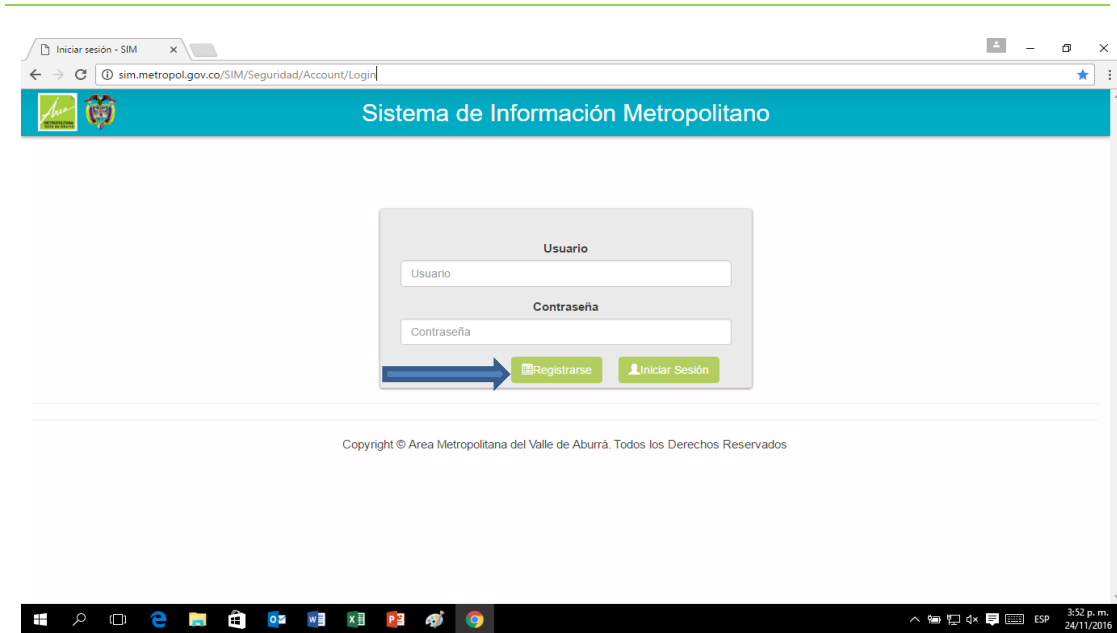 Iniciar sesión - SIM
sim.metropol.gov.co/SIM/Seguridad/Account/Login
Sistema de Información Metropolitano
Usuario
Usuario
Contraseña
Contraseña
Registrarse Iniciar Sesión
Copyright © Area Metropolitana del Valle de Aburrá. Todos los Derechos Reservados
ESP
3:52 p. m.
24/11/2016